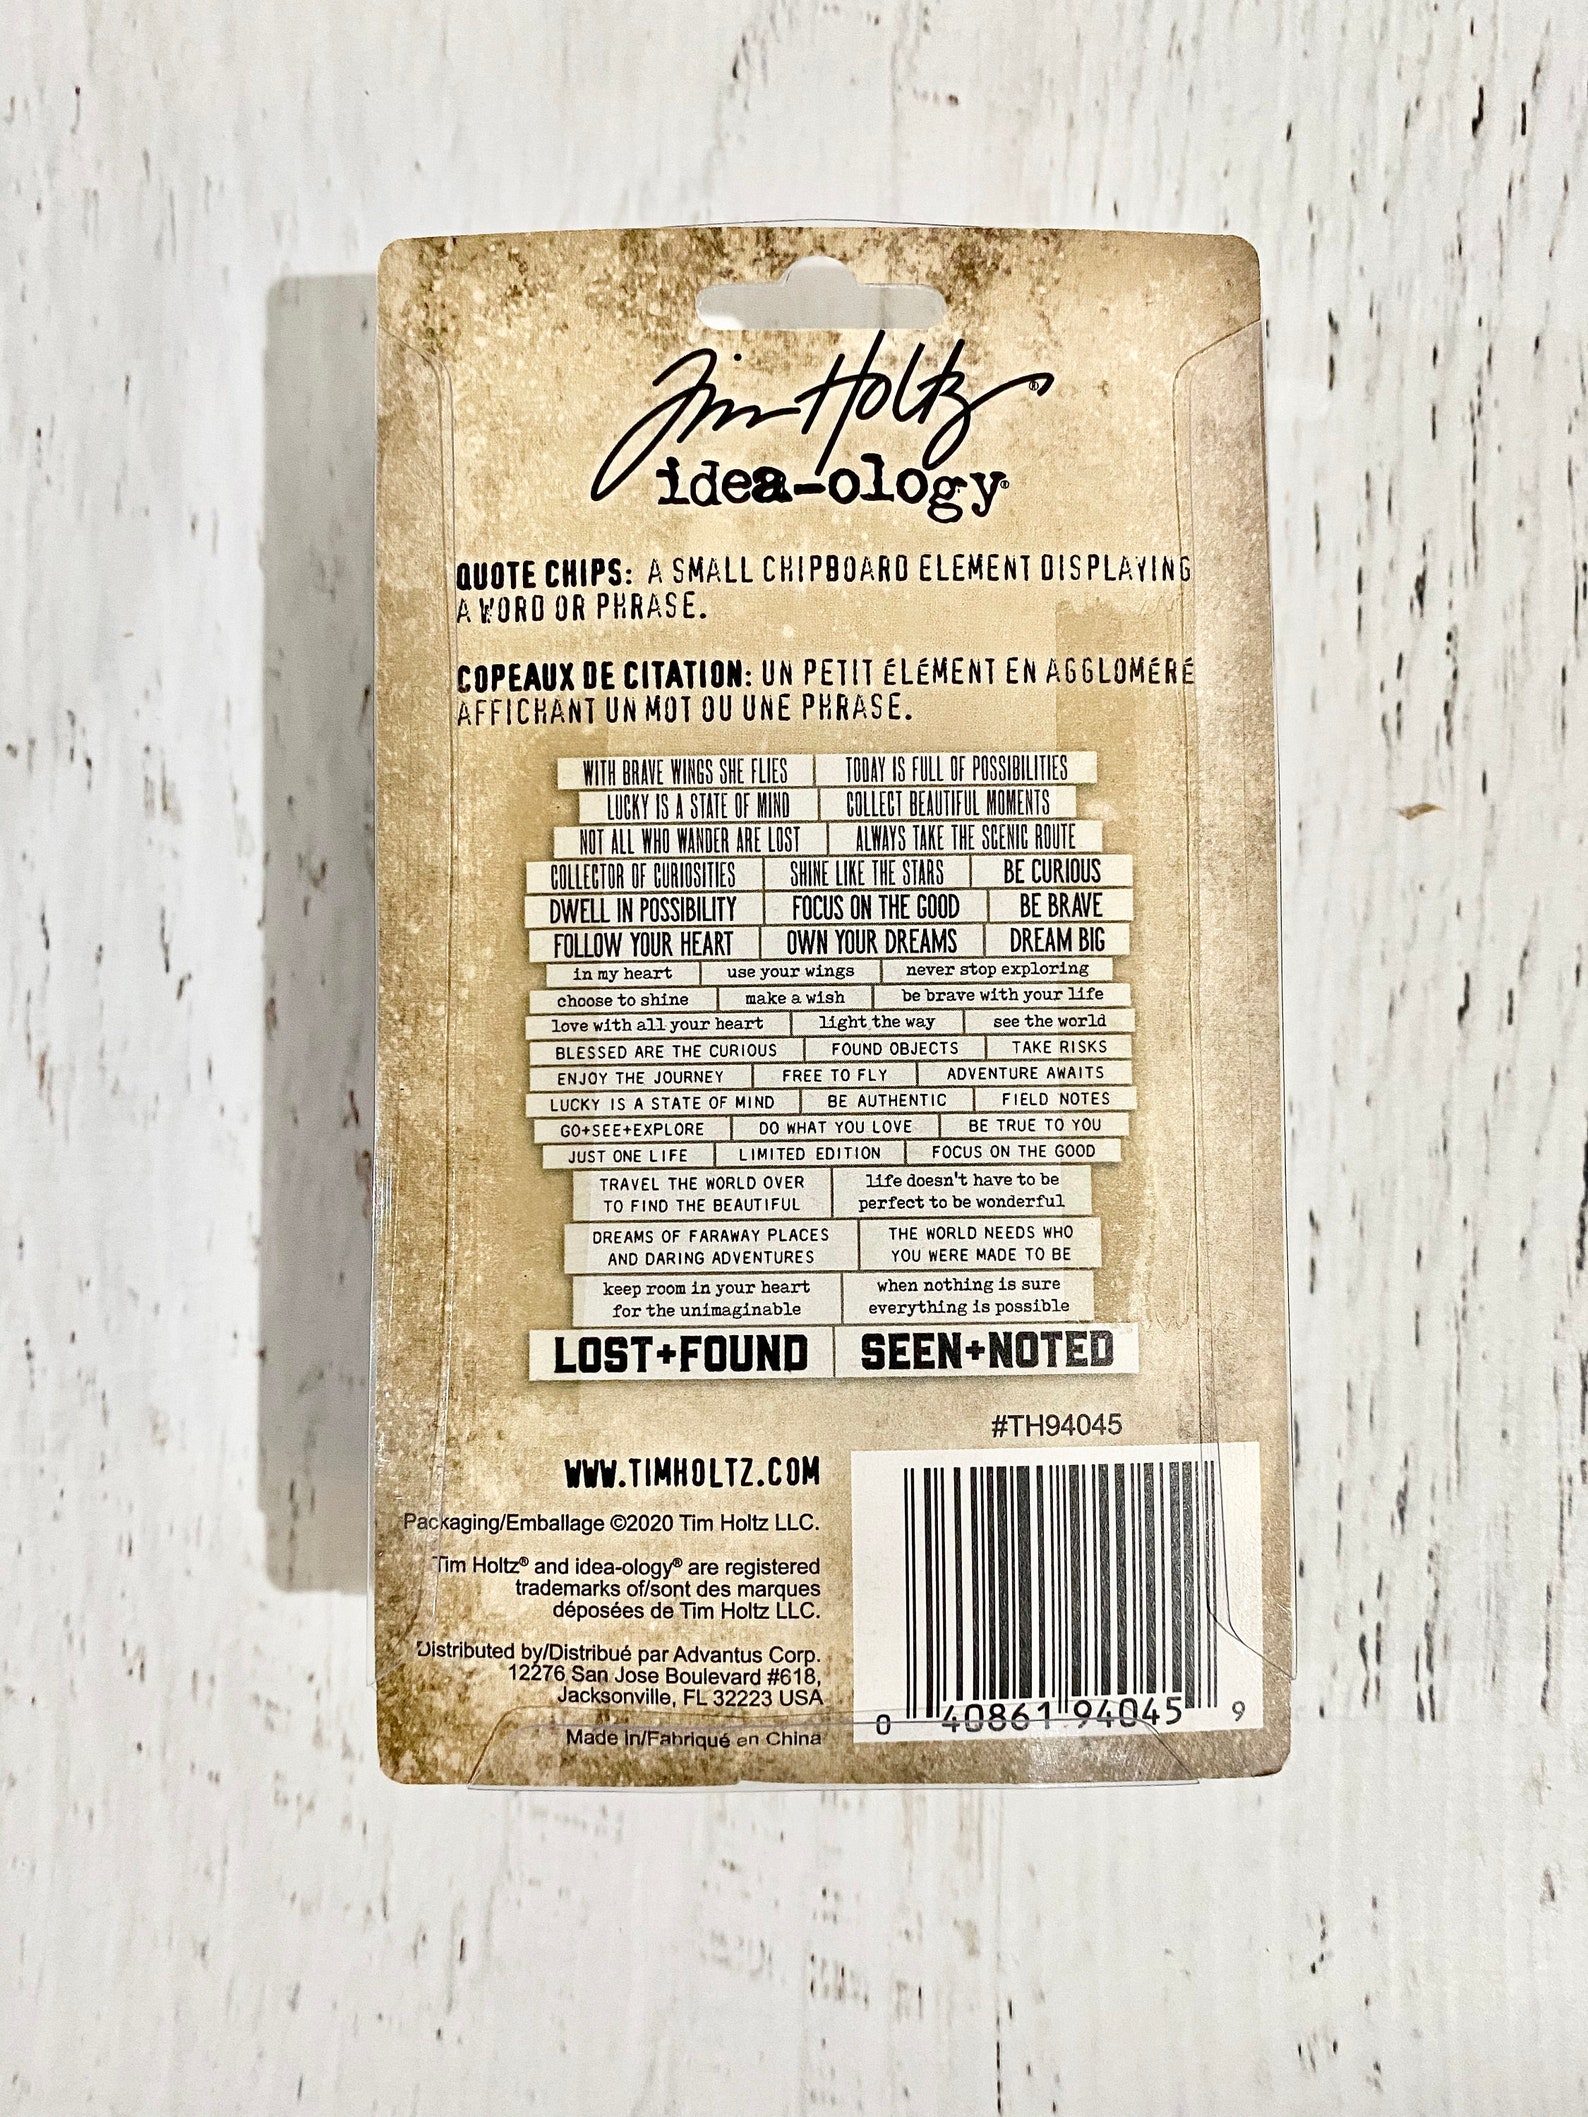 Tim Holtz®
idea-ology®
QUOTE CHIPS: A SMALL CHIPBOARD ELEMENT DISPLAYING
A WORD OR PHRASE.
COPEAUX DE CITATION: UN PETIT ÉLÉMENT EN AGGLOMÉRÉ
AFFICHANT UN MOT OU UNE PHRASE.
WITH BRAVE WINGS SHE FLIES TODAY IS FULL OF POSSIBILITIES
LUCKY IS A STATE OF MIND COLLECT BEAUTIFUL MOMENTS
NOT ALL WHO WANDER ARE LOST ALWAYS TAKE THE SCENIC ROUTE
COLLECTOR OF CURIOSITIES SHINE LIKE THE STARS BE CURIOUS
DWELL IN POSSIBILITY FOCUS ON THE GOOD BE BRAVE
FOLLOW YOUR HEART OWN YOUR DREAMS DREAM BIG
in my heart use your wings never stop exploring
choose to shine make a wish be brave with your life
love with all your heart light the way see the world
BLESSED ARE THE CURIOUS FOUND OBJECTS TAKE RISKS
ENJOY THE JOURNEY FREE TO FLY ADVENTURE AWAITS
LUCKY IS A STATE OF MIND BE AUTHENTIC FIELD NOTES
GO+SEE+EXPLORE DO WHAT YOU LOVE BE TRUE TO YOU
JUST ONE LIFE LIMITED EDITION FOCUS ON THE GOOD
TRAVEL THE WORLD OVER life doesn't have to be
TO FIND THE BEAUTIFUL perfect to be wonderful
DREAMS OF FARAWAY PLACES THE WORLD NEEDS WHO
AND DARING ADVENTURES YOU WERE MADE TO BE
keep room in your heart when nothing is sure
for the unimaginable everything is possible
LOST+FOUND SEEN+NOTED
#TH94045
WWW.TIMHOLTZ.COM
Packaging/Emballage ©2020 Tim Holtz LLC.
Tim Holtz® and idea-ology® are registered
trademarks of/sont des marques
déposées de Tim Holtz LLC.
Distributed by/Distribué par Advantus Corp.
12276 San Jose Boulevard #618,
Jacksonville, FL 32223 USA
Made in/Fabriqué en China
0 40861 94045 9